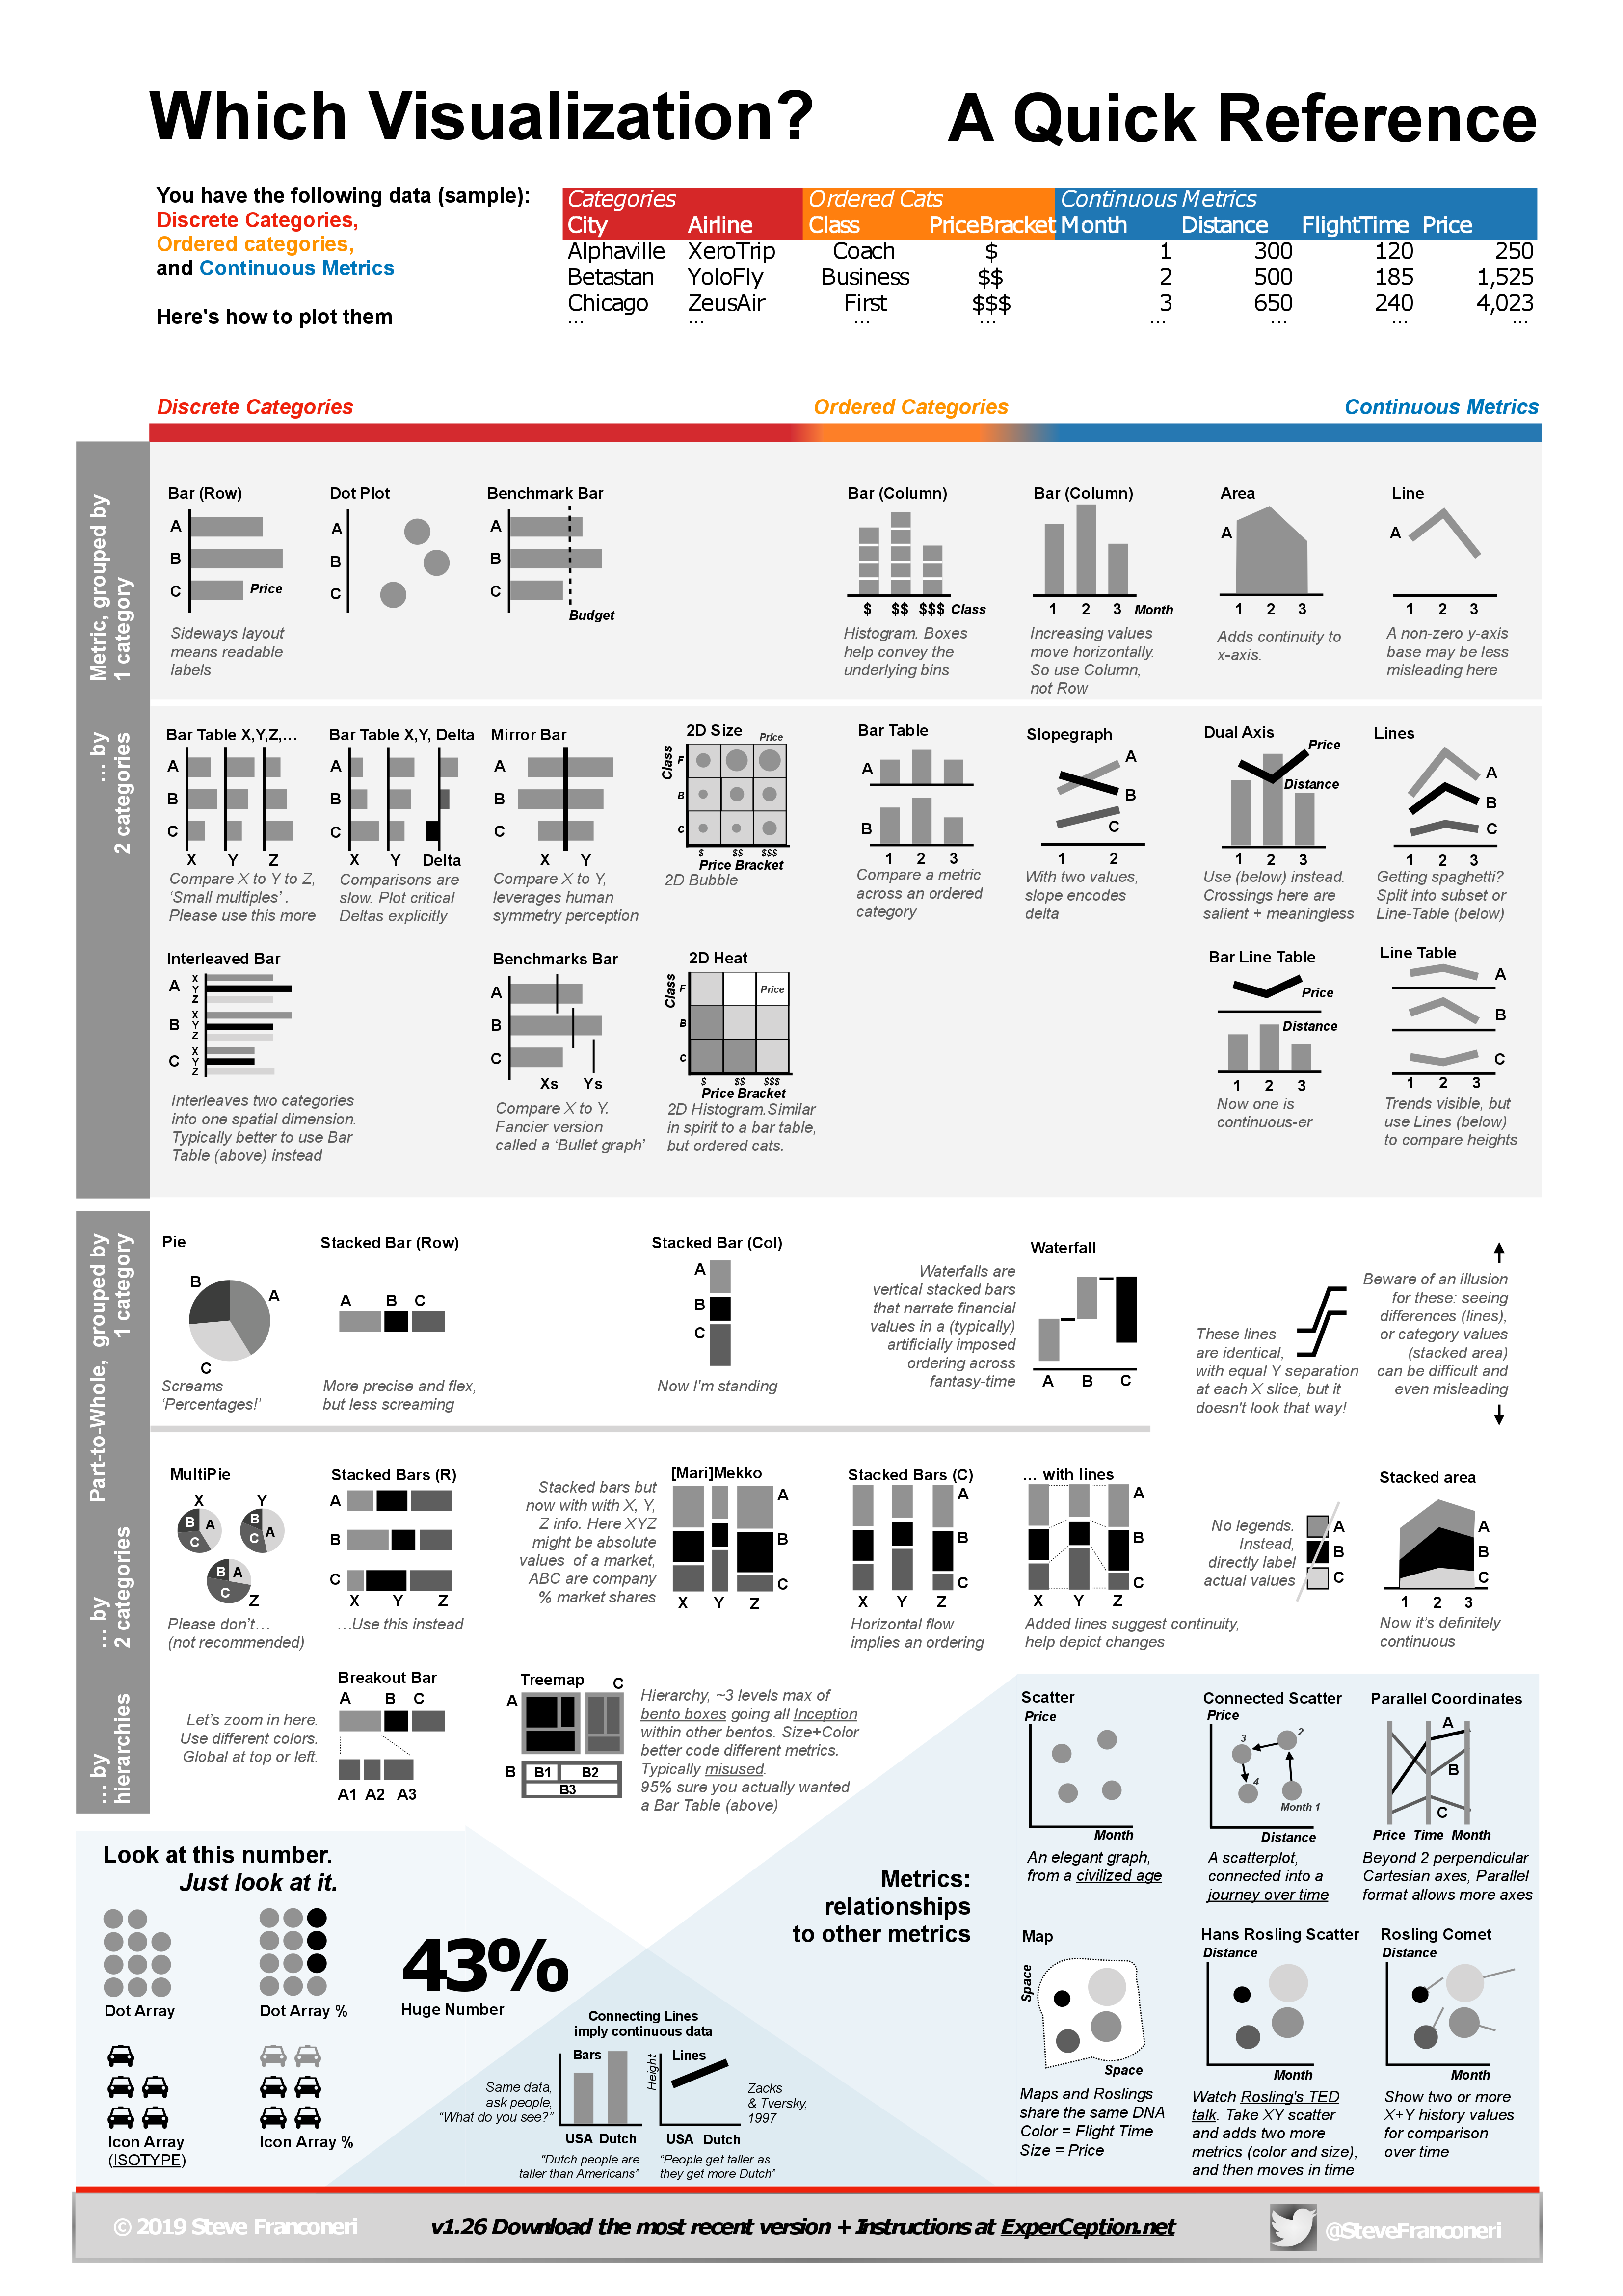 Which Visualization?
A Quick Reference
You have the following data (sample):
Discrete Categories,
Ordered categories,
and Continuous Metrics
Here's how to plot them
Categories Ordered Cats Continuous Metrics
City Airline Class PriceBracket Month Distance FlightTime Price
Alphaville XeroTrip Coach $ 1 300 120 250
Betastan YoloFly Business $$ 2 500 185 1,525
Chicago ZeusAir First $$$ 3 650 240 4,023
... ... ... ... ... ... ... ...
Discrete Categories
Ordered Categories
Continuous Metrics
Metric, grouped by
1 category
Bar (Row)
A
B
C
Price
Sideways layout
means readable
labels
Dot Plot
A
B
C
Benchmark Bar
A
B
C
Budget
Bar (Column)
$ $$ $$$ Class
Histogram. Boxes
help convey the
underlying bins
Bar (Column)
1 2 3 Month
Increasing values
move horizontally.
So use Column,
not Row
Area
A
1 2 3
Adds continuity to
x-axis.
Line
A
1 2 3
A non-zero y-axis
base may be less
misleading here
... by
2 categories
Bar Table X,Y,Z,...
A
B
C
X Y Z
Compare X to Y to Z,
‘Small multiples’ .
Please use this more
Bar Table X,Y, Delta
A
B
C
X Y Delta
Comparisons are
slow. Plot critical
Deltas explicitly
Mirror Bar
A
B
C
X Y
Compare X to Y,
leverages human
symmetry perception
2D Size
Price
Class
F
B
C
$ $$ $$$
Price Bracket
2D Bubble
Bar Table
A
B
1 2 3
Compare a metric
across an ordered
category
Slopegraph
A
B
C
1 2
With two values,
slope encodes
delta
Dual Axis
Price
Distance
1 2 3
Use (below) instead.
Crossings here are
salient + meaningless
Lines
A
B
C
1 2 3
Getting spaghetti?
Split into subset or
Line-Table (below)
Interleaved Bar
A X
Y
Z
B X
Y
Z
C X
Y
Z
Interleaves two categories
into one spatial dimension.
Typically better to use Bar
Table (above) instead
Benchmarks Bar
A
B
C
Xs Ys
Compare X to Y.
Fancier version
called a ‘Bullet graph’
2D Heat
Class
F
B
C
Price
$ $$ $$$
Price Bracket
2D Histogram.Similar
in spirit to a bar table,
but ordered cats.
Bar Line Table
Price
Distance
1 2 3
Now one is
continuous-er
Line Table
A
B
C
1 2 3
Trends visible, but
use Lines (below)
to compare heights
Part-to-Whole, grouped by
1 category
Pie
B
A
C
Screams
‘Percentages!’
Stacked Bar (Row)
A B C
More precise and flex,
but less screaming
Stacked Bar (Col)
A
B
C
Now I'm standing
Waterfalls are
vertical stacked bars
that narrate financial
values in a (typically)
artificially imposed
ordering across
fantasy-time
Waterfall
A B C
These lines
are identical,
with equal Y separation
at each X slice, but it
doesn't look that way!
Beware of an illusion
for these: seeing
differences (lines),
or category values
(stacked area)
can be difficult and
even misleading
... by
2 categories
MultiPie
X Y
B A
C
B A
C
B A
C
Z
Please don't...
(not recommended)
Stacked Bars (R)
A
B
C
X Y Z
...Use this instead
Stacked bars but
now with with X, Y,
Z info. Here XYZ
might be absolute
values of a market,
ABC are company
% market shares
[Mari]Mekko
A
B
C
X Y Z
Stacked Bars (C)
A
B
C
X Y Z
Horizontal flow
implies an ordering
... with lines
A
B
C
X Y Z
Added lines suggest continuity,
help depict changes
No legends.
Instead,
directly label
actual values
A
B
C
Stacked area
A
B
C
1 2 3
Now it's definitely
continuous
... by
hierarchies
Let's zoom in here.
Use different colors.
Global at top or left.
Breakout Bar
A B C
A1 A2 A3
Treemap
A
C
B
B1 B2
B3
Hierarchy, ~3 levels max of
bento boxes going all Inception
within other bentos. Size+Color
better code different metrics.
Typically misused.
95% sure you actually wanted
a Bar Table (above)
Metrics:
relationships
to other metrics
Scatter
Price
Month
An elegant graph,
from a civilized age
Connected Scatter
Price
3
2
4
Month 1
Distance
A scatterplot,
connected into a
journey over time
Parallel Coordinates
A
B
C
Price Time Month
Beyond 2 perpendicular
Cartesian axes, Parallel
format allows more axes
Map
Space
Space
Maps and Roslings
share the same DNA
Color = Flight Time
Size = Price
Hans Rosling Scatter
Distance
Month
Watch Rosling's TED
talk. Take XY scatter
and adds two more
metrics (color and size),
and then moves in time
Rosling Comet
Distance
Month
Show two or more
X+Y history values
for comparison
over time
Look at this number.
Just look at it.
Dot Array
Dot Array %
43%
Huge Number
Icon Array
(ISOTYPE)
Icon Array %
Connecting Lines
imply continuous data
Same data,
ask people,
“What do you see?”
Bars
USA Dutch
“Dutch people are
taller than Americans”
Height
Lines
USA Dutch
“People get taller as
they get more Dutch”
Zacks
& Tversky,
1997
© 2019 Steve Franconeri
v1.26 Download the most recent version + Instructions at ExperCeption.net
@SteveFranconeri